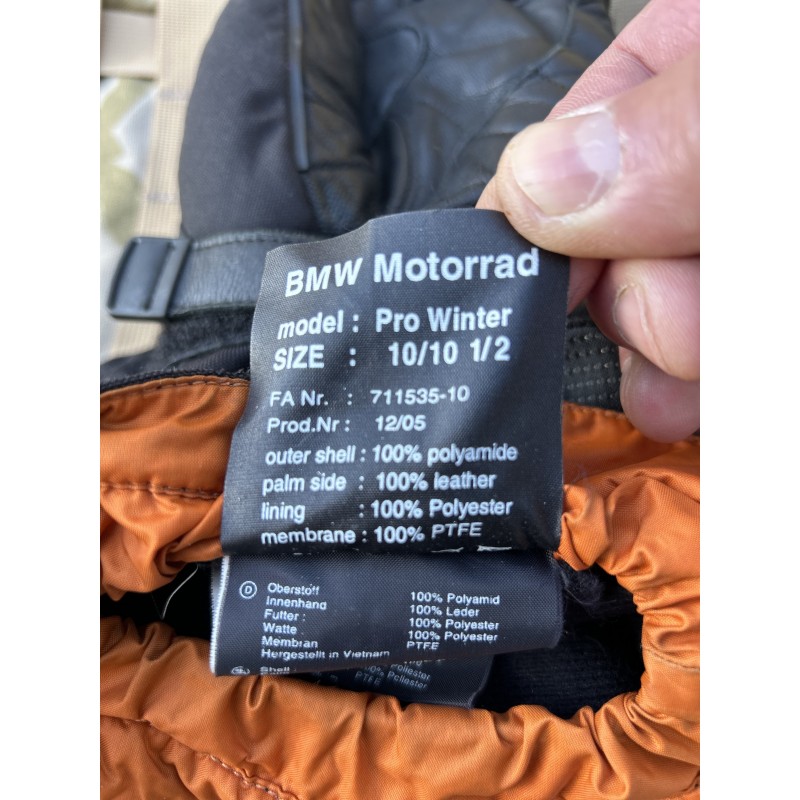 BMW Motorrad
model : Pro Winter
SIZE : 10/10 1/2
FA Nr. : 711535-10
Prod.Nr : 12/05
outer shell : 100% polyamide
palm side : 100% leather
lining : 100% Polyester
membrane : 100% PTFE
D Oberstoff 100% Polyamid
Innenhand 100% Leder
Futter : 100% Polyester
Watte 100% Polyester
Membran PTFE
Hergestellt in Vietnam
Shell
PTFE